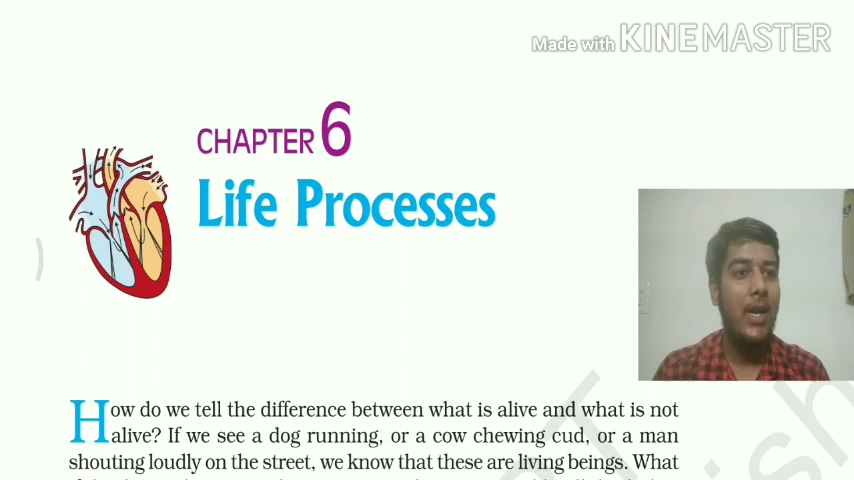 Made with KINEMASTER
CHAPTER 6
Life Processes
How do we tell the difference between what is alive and what is not
alive? If we see a dog running, or a cow chewing cud, or a man
shouting loudly on the street, we know that these are living beings. What